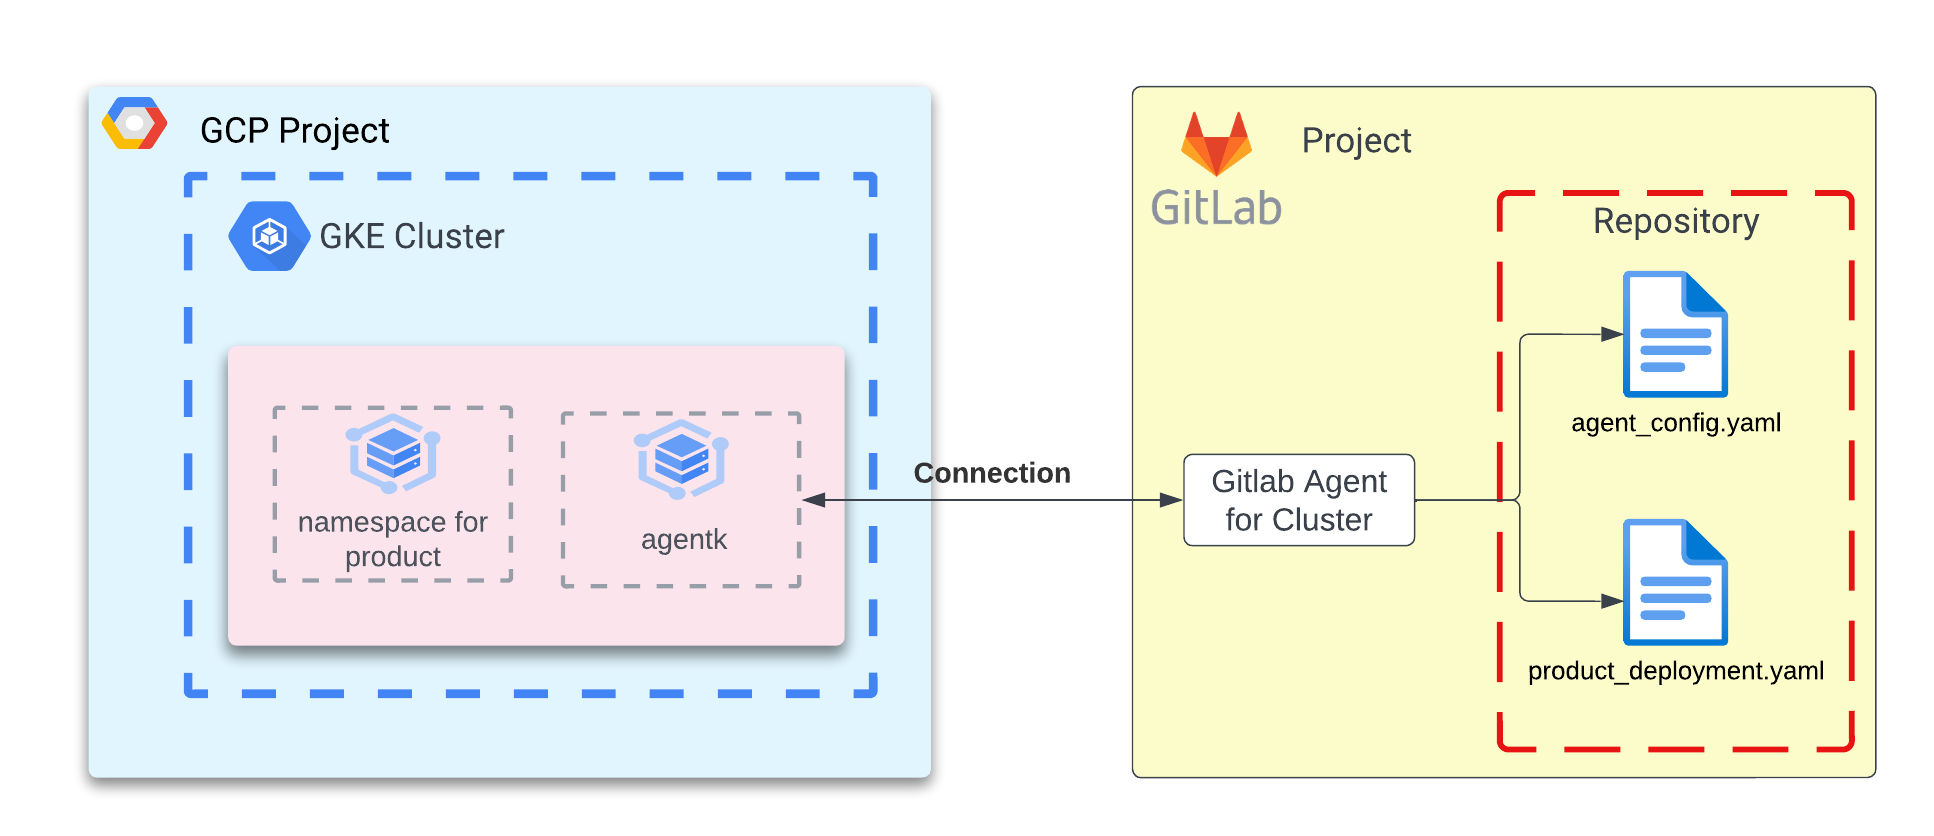 GCP Project
GKE Cluster
namespace for
product
agentk
Connection
GitLab
Project
Repository
agent_config.yaml
Gitlab Agent
for Cluster
product_deployment.yaml